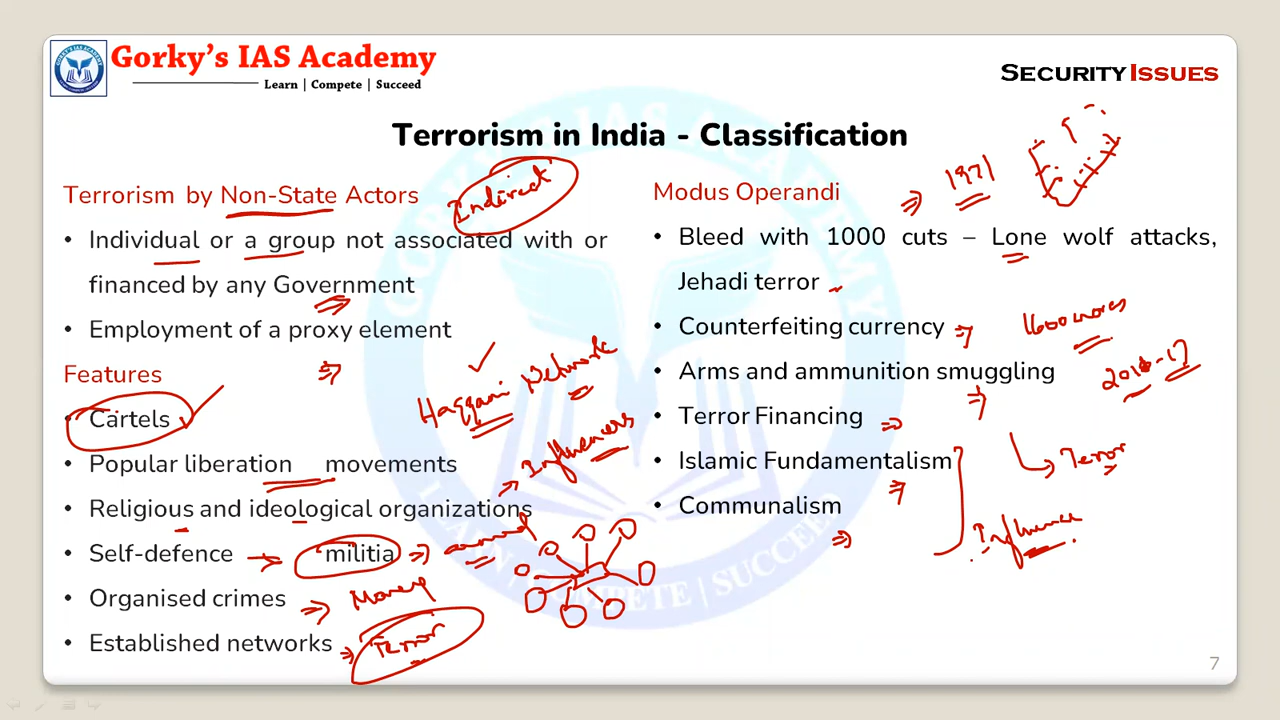 Gorky's IAS Academy
Learn | Compete | Succeed
SECURITY ISSUES
Terrorism in India - Classification
Terrorism by Non-State Actors
Indirect
• Individual or a group not associated with or
financed by any Government
• Employment of a proxy element
Features
Haqqani Network
• Cartels
• Popular liberation movements
Influencers
• Religious and ideological organizations
• Self-defence militia
armed
• Organised crimes
Money
• Established networks
Terror
Modus Operandi
1971
• Bleed with 1000 cuts – Lone wolf attacks,
Jehadi terror
• Counterfeiting currency
1600 crores
• Arms and ammunition smuggling
2016-17
• Terror Financing
• Islamic Fundamentalism
Terror
• Communalism
Influence
7